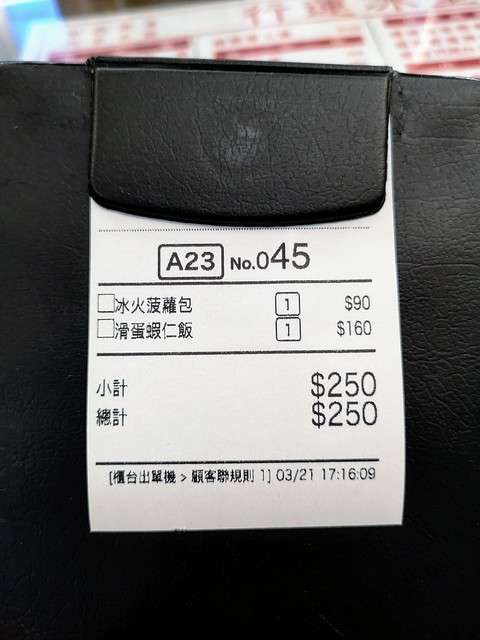 A23 No.045
冰火菠蘿包 1 $90
滑蛋蝦仁飯 1 $160
小計 $250
總計 $250
[櫃台出單機 > 顧客聯規則 1] 03/21 17:16:09